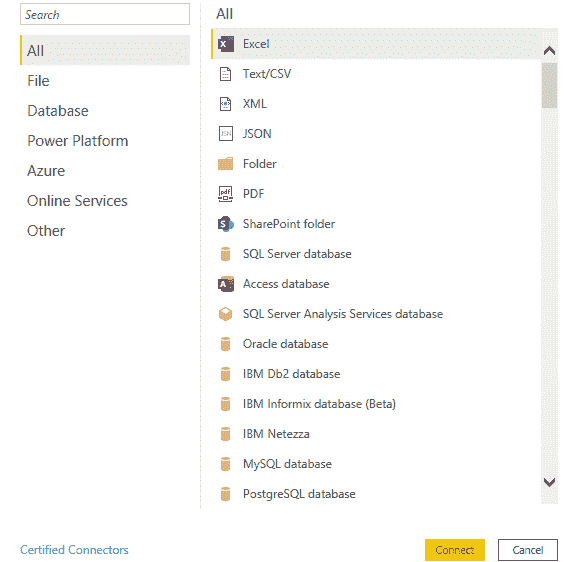 Search
All
File
Database
Power Platform
Azure
Online Services
Other
All
Excel
Text/CSV
XML
JSON
Folder
PDF
SharePoint folder
SQL Server database
Access database
SQL Server Analysis Services database
Oracle database
IBM Db2 database
IBM Informix database (Beta)
IBM Netezza
MySQL database
PostgreSQL database
Certified Connectors
Connect
Cancel